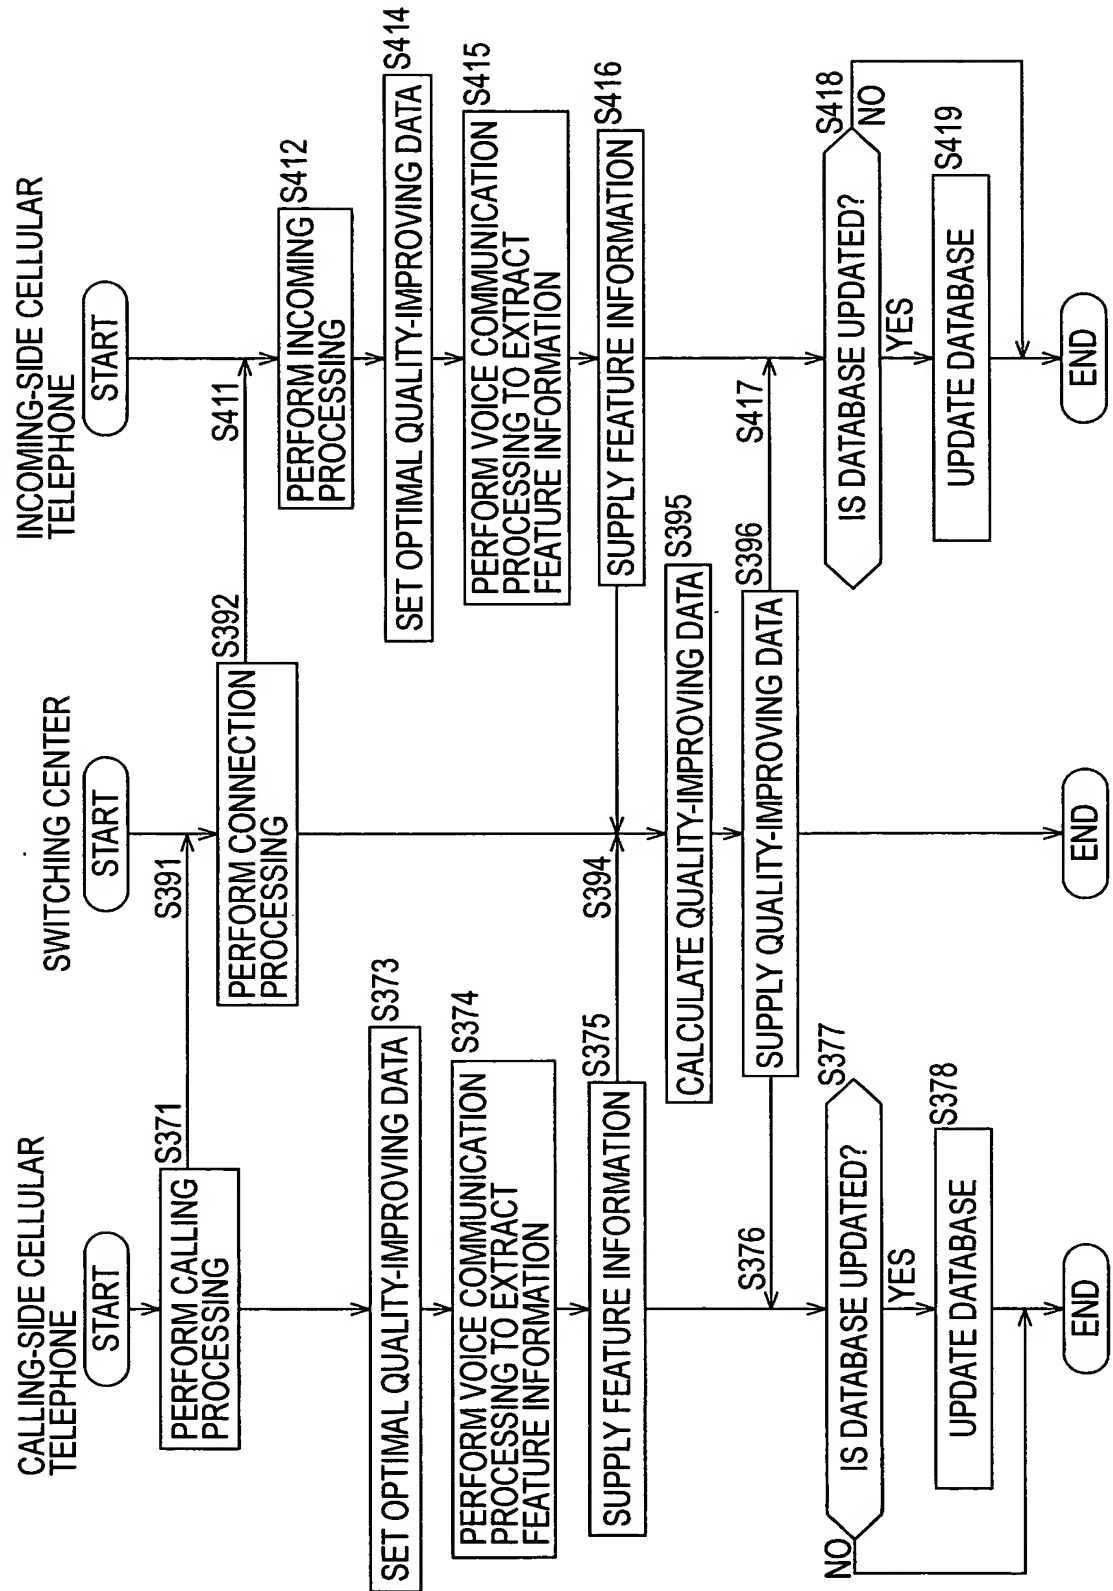 CALLING-SIDE CELLULAR
TELEPHONE
START
S371
PERFORM CALLING
PROCESSING
S373
SET OPTIMAL QUALITY-IMPROVING DATA
S374
PERFORM VOICE COMMUNICATION
PROCESSING TO EXTRACT
FEATURE INFORMATION
S375
SUPPLY FEATURE INFORMATION
S376
S377
IS DATABASE UPDATED?
NO
YES
S378
UPDATE DATABASE
END
SWITCHING CENTER
START
S391
S392
PERFORM CONNECTION
PROCESSING
S394
S395
CALCULATE QUALITY-IMPROVING DATA
S396
SUPPLY QUALITY-IMPROVING DATA
END
INCOMING-SIDE CELLULAR
TELEPHONE
START
S411
S412
PERFORM INCOMING
PROCESSING
S414
SET OPTIMAL QUALITY-IMPROVING DATA
S415
PERFORM VOICE COMMUNICATION
PROCESSING TO EXTRACT
FEATURE INFORMATION
S416
SUPPLY FEATURE INFORMATION
S417
S418
IS DATABASE UPDATED?
NO
YES
S419
UPDATE DATABASE
END